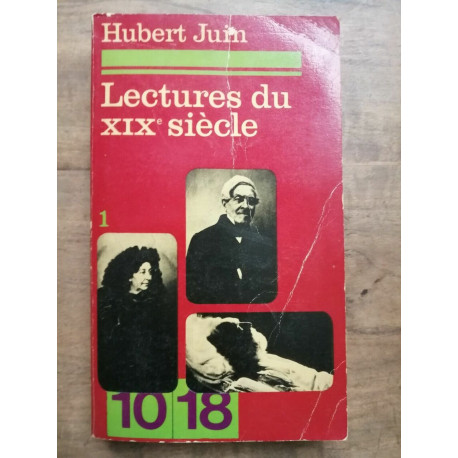 Hubert Juin
Lectures du
XIXe siècle
1
10 18